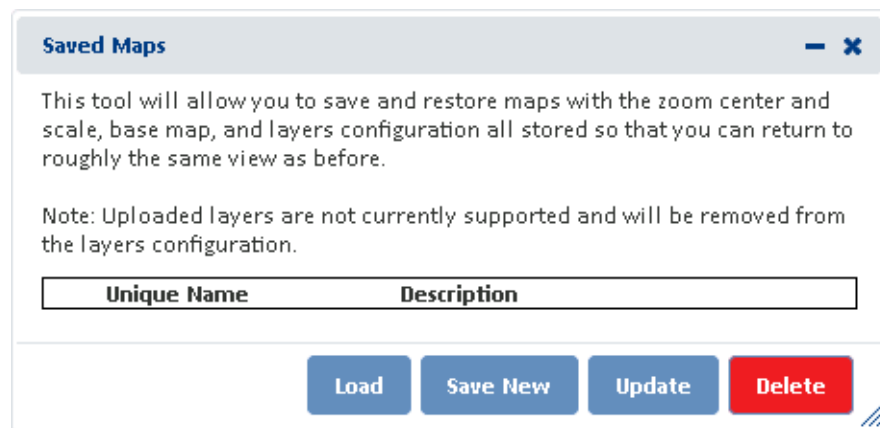 Saved Maps
This tool will allow you to save and restore maps with the zoom center and
scale, base map, and layers configuration all stored so that you can return to
roughly the same view as before.
Note: Uploaded layers are not currently supported and will be removed from
the layers configuration.
Unique Name Description
Load Save New Update Delete